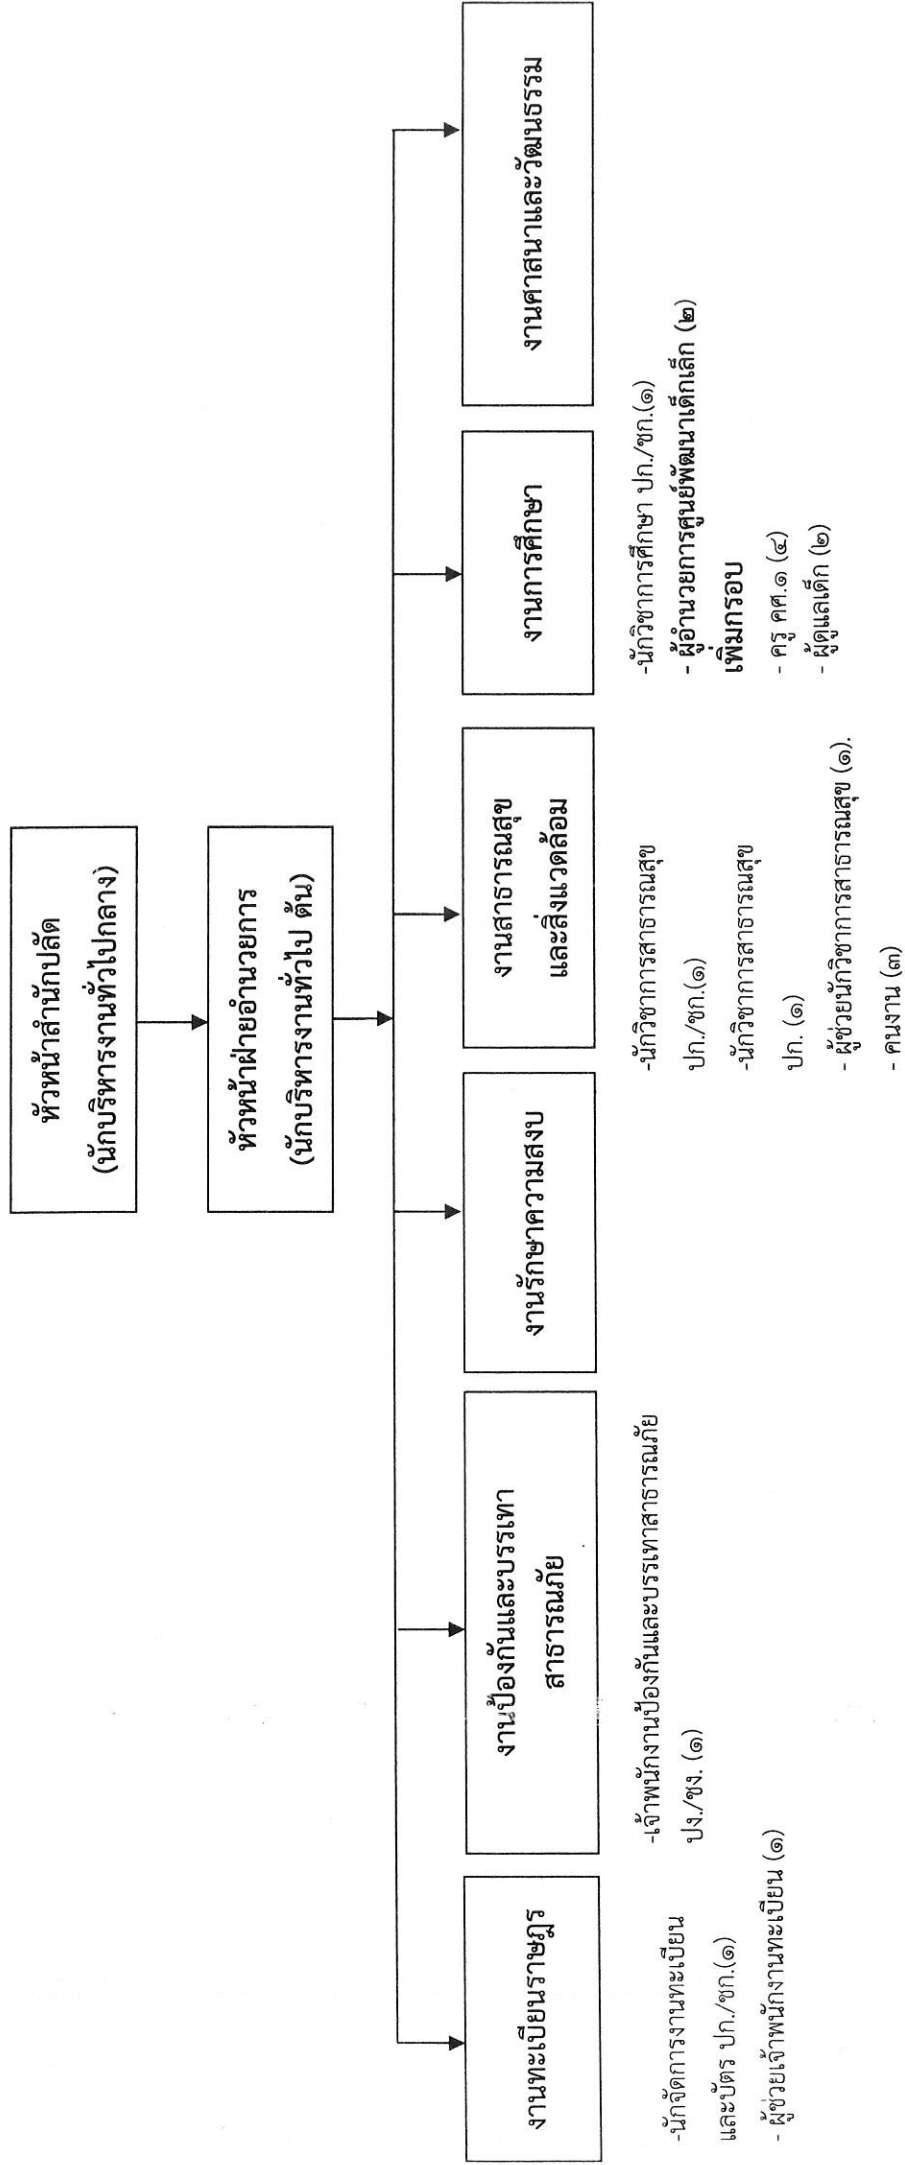 หัวหน้าสำนักปลัด
(นักบริหารงานทั่วไปกลาง)
หัวหน้าฝ่ายอำนวยการ
(นักบริหารงานทั่วไป ต้น)
งานทะเบียนราษฎร
-นักจัดการงานทะเบียน
และบัตร ปก./ชก.(๑)
- ผู้ช่วยเจ้าพนักงานทะเบียน (๑)
งานป้องกันและบรรเทา
สาธารณภัย
-เจ้าพนักงานป้องกันและบรรเทาสาธารณภัย
ปง./ชง. (๑)
งานรักษาความสงบ
งานสาธารณสุข
และสิ่งแวดล้อม
-นักวิชาการสาธารณสุข
ปก./ชก.(๑)
-นักวิชาการสาธารณสุข
ปก. (๑)
- ผู้ช่วยนักวิชาการสาธารณสุข (๑).
- คนงาน (๓)
งานการศึกษา
-นักวิชาการศึกษา ปก./ชก.(๑)
- ผู้อำนวยการศูนย์พัฒนาเด็กเล็ก (๒)
เพิ่มกรอบ
- ครู คศ.๑ (๔)
- ผู้ดูแลเด็ก (๒)
งานศาสนาและวัฒนธรรม